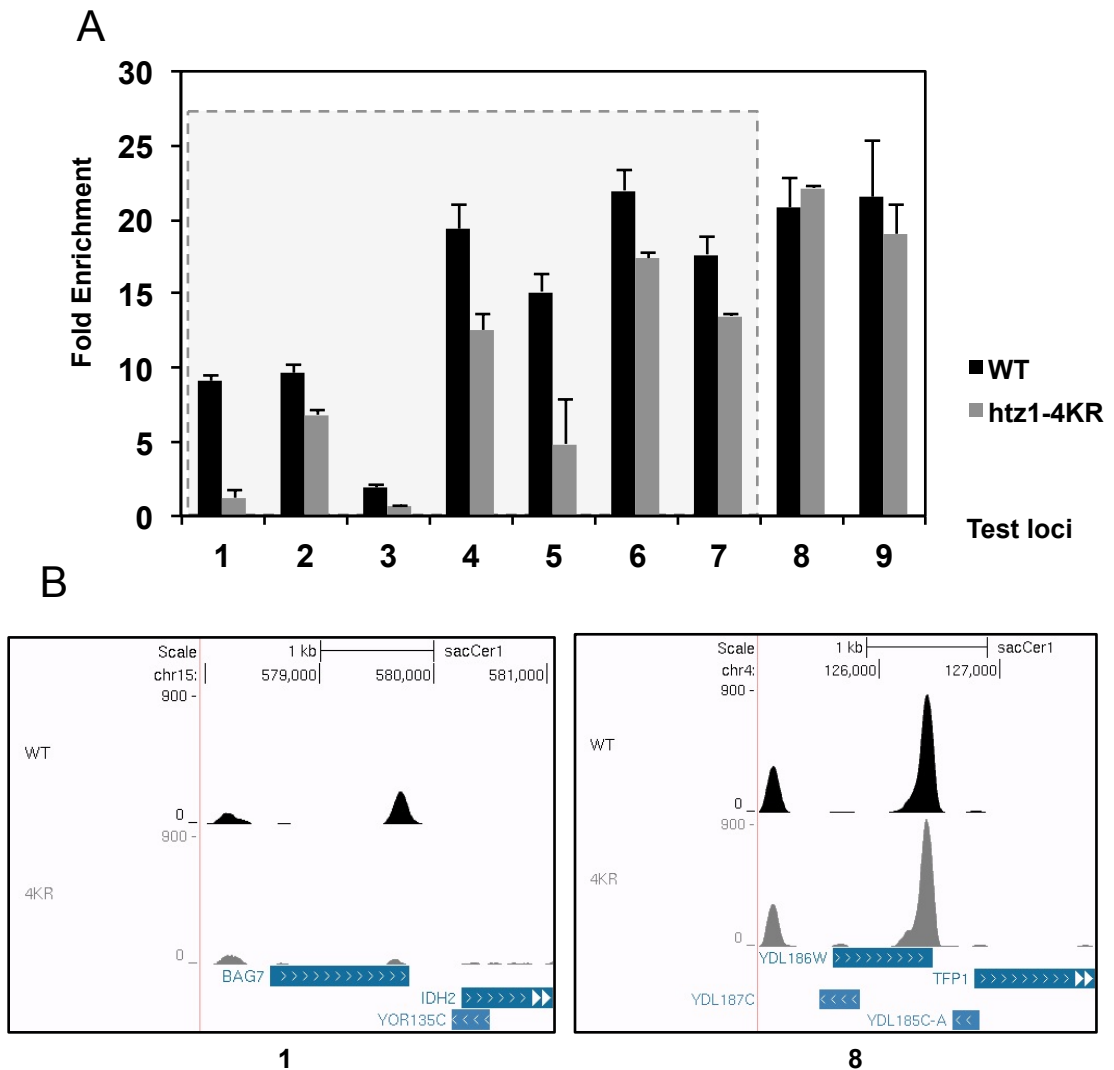 A
30
25
20
15
10
5
0
Fold Enrichment
1 2 3 4 5 6 7 8 9
Test loci
WT
htz1-4KR
B
Scale 1 kb sacCer1
chr15: 579,000 580,000 581,000
900
WT
0
900
4KR
0
BAG7
IDH2
YOR135C
1
Scale 1 kb sacCer1
chr4: 126,000 127,000
900
WT
0
900
4KR
0
YDL186W
TFP1
YDL187C
YDL185C-A
8